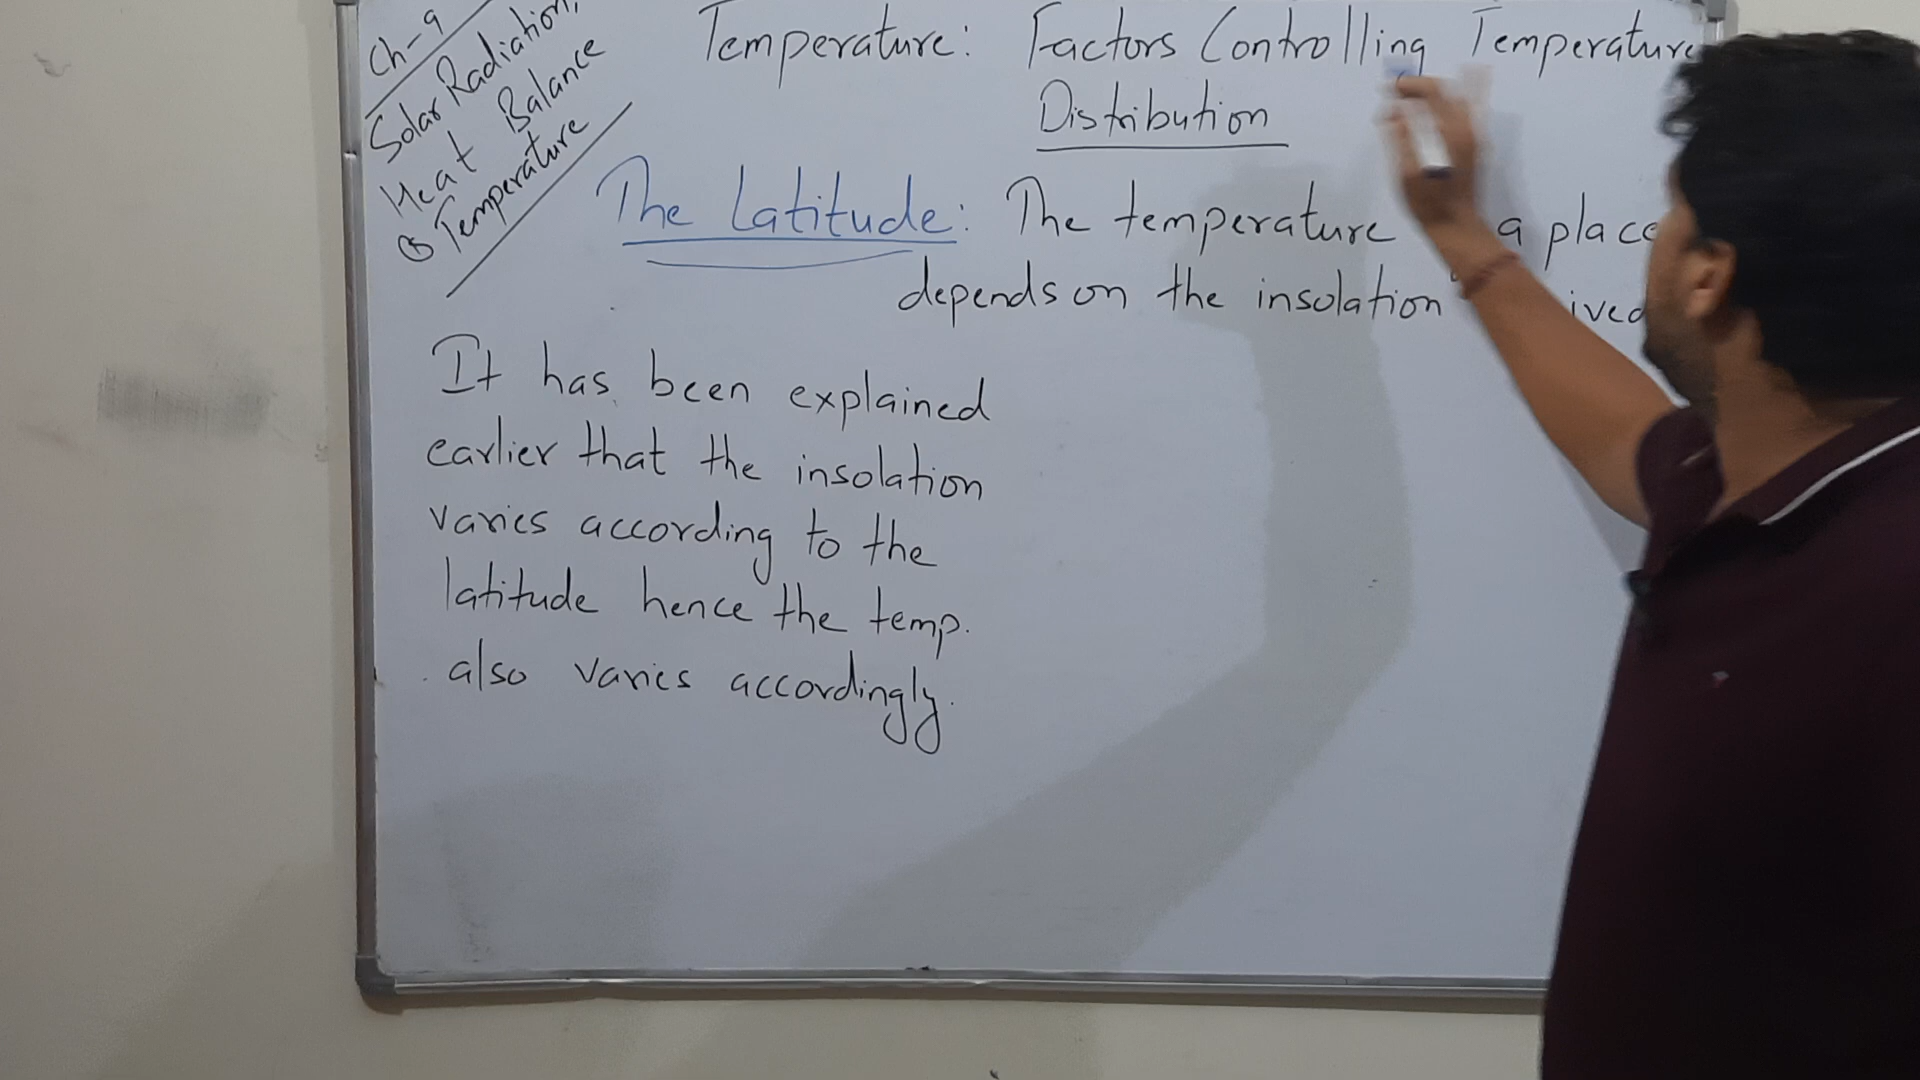 Ch-9
Solar Radiation,
Heat Balance
& Temperature
Temperature: Factors Controlling Temperature
Distribution
The Latitude: The temperature a place
depends on the insolation
It has been explained
earlier that the insolation
varies according to the
latitude hence the temp.
also varies accordingly.